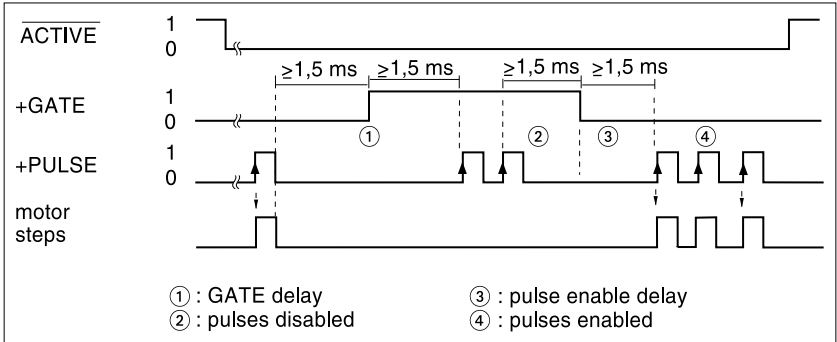 ACTIVE 1
0
≥1,5 ms ≥1,5 ms ≥1,5 ms ≥1,5 ms
+GATE 1
0
① ② ③ ④
+PULSE 1
0
motor
steps
① : GATE delay
② : pulses disabled
③ : pulse enable delay
④ : pulses enabled